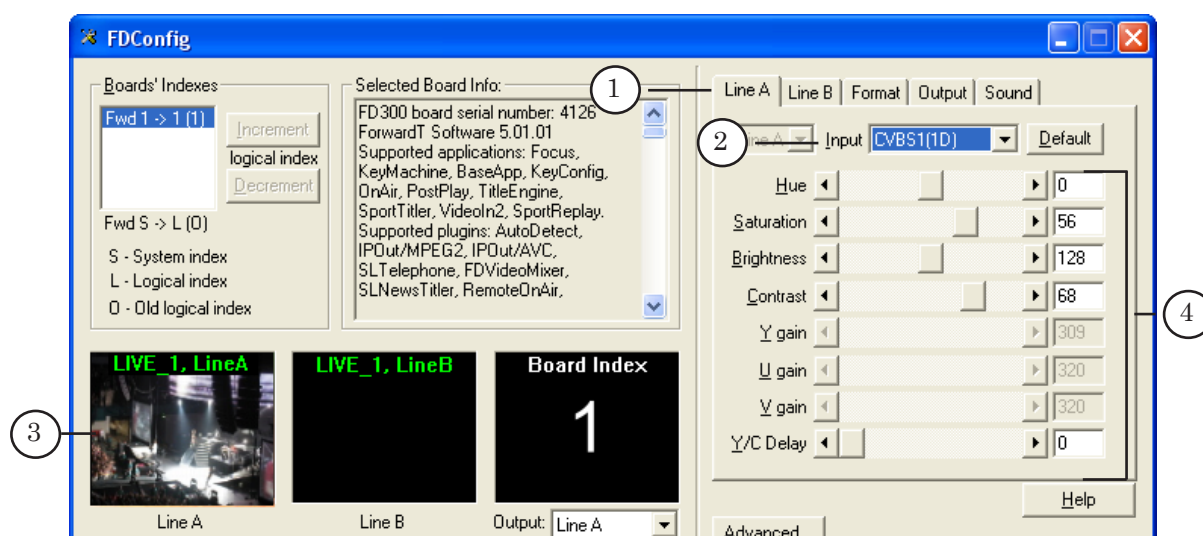 FDConfig
Boards' Indexes
Fwd 1 -> 1 (1)
Increment
logical index
Decrement
Fwd S -> L (O)
S - System index
L - Logical index
O - Old logical index
Selected Board Info:
FD300 board serial number: 4126
ForwardT Software 5.01.01
Supported applications: Focus,
KeyMachine, BaseApp, KeyConfig,
OnAir, PostPlay, TitleEngine,
SportTitler, VideoIn2, SportReplay.
Supported plugins: AutoDetect,
IPOut/MPEG2, IPOut/AVC,
SLTelephone, FDVideoMixer,
SLNewsTitler, RemoteOnAir,
1
Line A Line B Format Output Sound
2
Input CVBS1(1D) Default
Hue 0
Saturation 56
Brightness 128
Contrast 68
Y gain 309
U gain 320
V gain 320
Y/C Delay 0
4
Help
Advanced
3
LIVE_1, LineA
LIVE_1, LineB
Board Index
1
Line A
Line B
Output: Line A